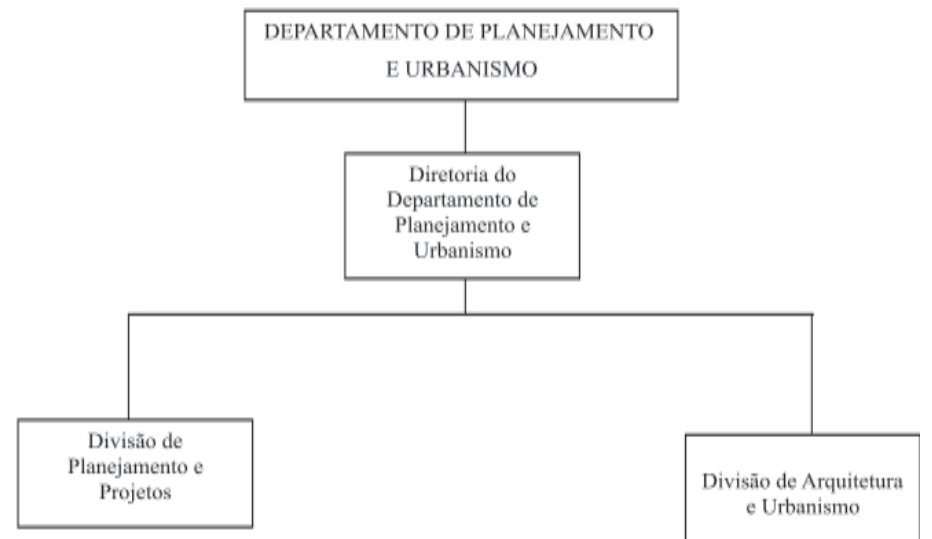 DEPARTAMENTO DE PLANEJAMENTO
E URBANISMO
Diretoria do
Departamento de
Planejamento e
Urbanismo
Divisão de
Planejamento e
Projetos
Divisão de Arquitetura
e Urbanismo